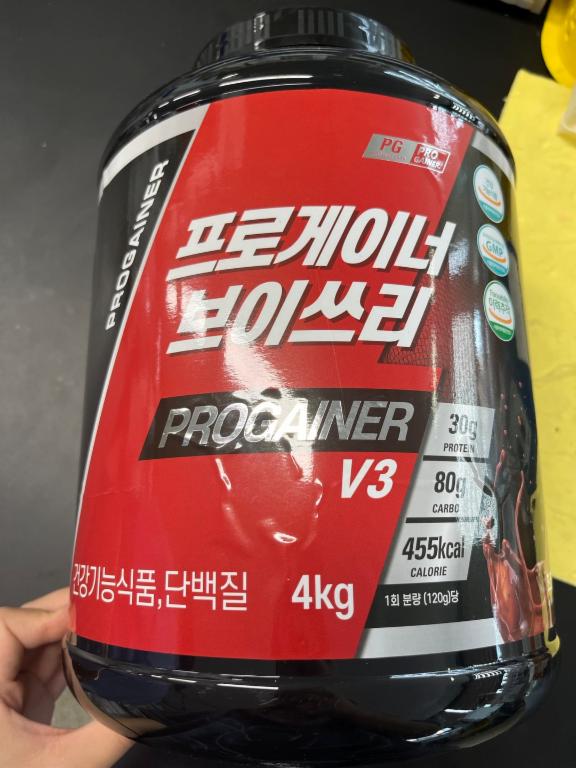 PG
PRO
GAINER
PROGAINER
프로게이너
브이쓰리
GMP
PROGAINER
V3
30g
PROTEIN
80g
CARBO
455kcal
CALORIE
1회 분량 (120g)당
건강기능식품,단백질
4kg